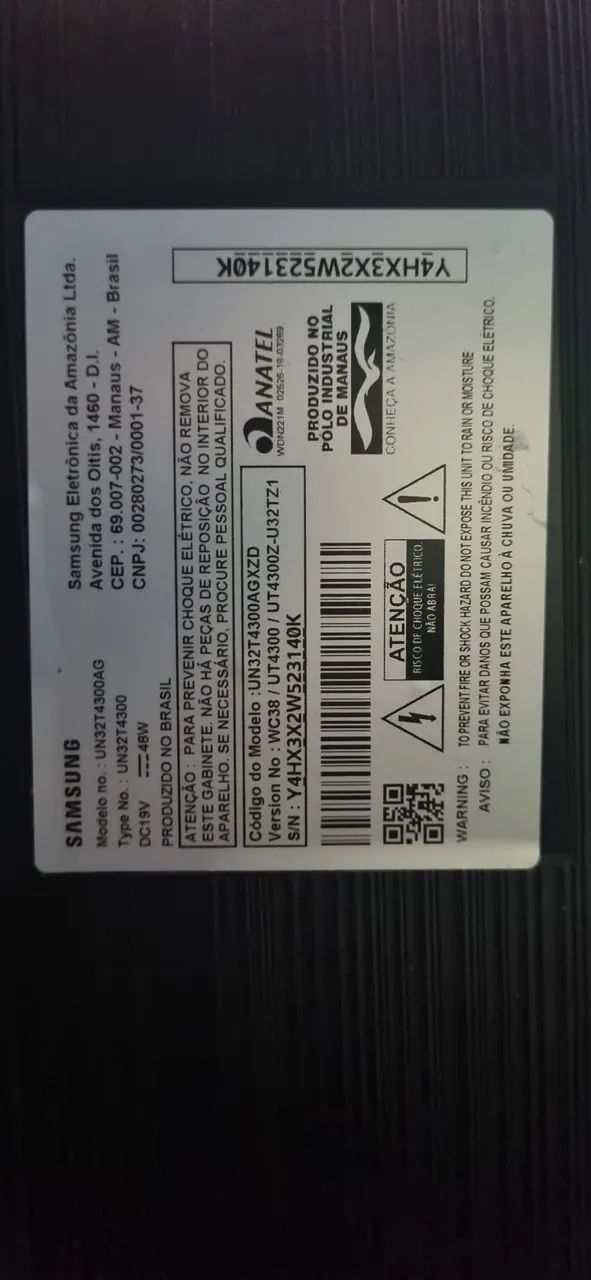 SAMSUNG
Modelo no. : UN32T4300AG
Type No. : UN32T4300
DC19V ⎓48W
PRODUZIDO NO BRASIL
Samsung Eletrônica da Amazônia Ltda.
Avenida dos Oitis, 1460 - D.I.
CEP. : 69.007-002 - Manaus - AM - Brasil
CNPJ: 00280273/0001-37
ATENÇÃO : PARA PREVENIR CHOQUE ELÉTRICO, NÃO REMOVA
ESTE GABINETE. NÃO HÁ PEÇAS DE REPOSIÇÃO NO INTERIOR DO
APARELHO. SE NECESSÁRIO, PROCURE PESSOAL QUALIFICADO.
Y4HX3X2W523140K
Código do Modelo :UN32T4300AGXZD
Version No : WC38 / UT4300 / UT4300Z-U32TZ1
S/N : Y4HX3X2W523140K
ANATEL
WDN221M 02526-18-03269
PRODUZIDO NO
PÓLO INDUSTRIAL
DE MANAUS
CONHEÇA A AMAZÔNIA
ATENÇÃO
RISCO DE CHOQUE ELÉTRICO.
NÃO ABRA!
WARNING : TO PREVENT FIRE OR SHOCK HAZARD DO NOT EXPOSE THIS UNIT TO RAIN OR MOISTURE
AVISO : PARA EVITAR DANOS QUE POSSAM CAUSAR INCÊNDIO OU RISCO DE CHOQUE ELÉTRICO,
NÃO EXPONHA ESTE APARELHO À CHUVA OU UMIDADE.